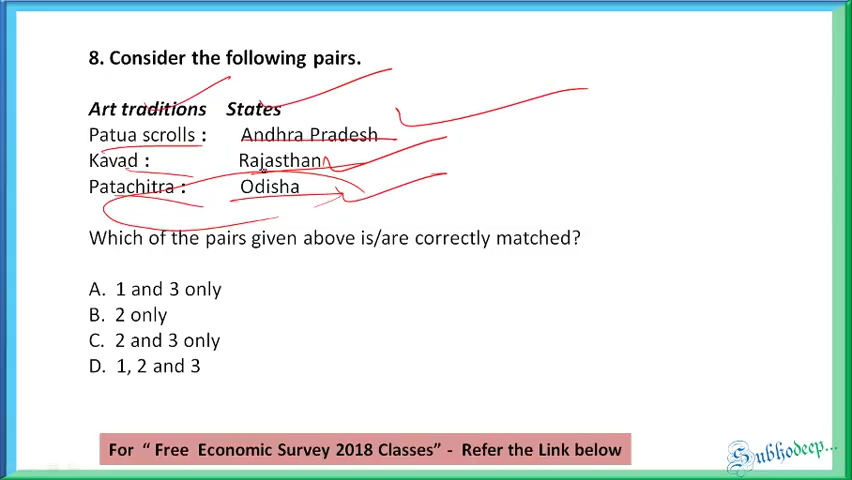 8. Consider the following pairs.
Art traditions States
Patua scrolls : Andhra Pradesh
Kavad : Rajasthan
Patachitra : Odisha
Which of the pairs given above is/are correctly matched?
A. 1 and 3 only
B. 2 only
C. 2 and 3 only
D. 1, 2 and 3
For “ Free Economic Survey 2018 Classes” - Refer the Link below
Subhodeep...